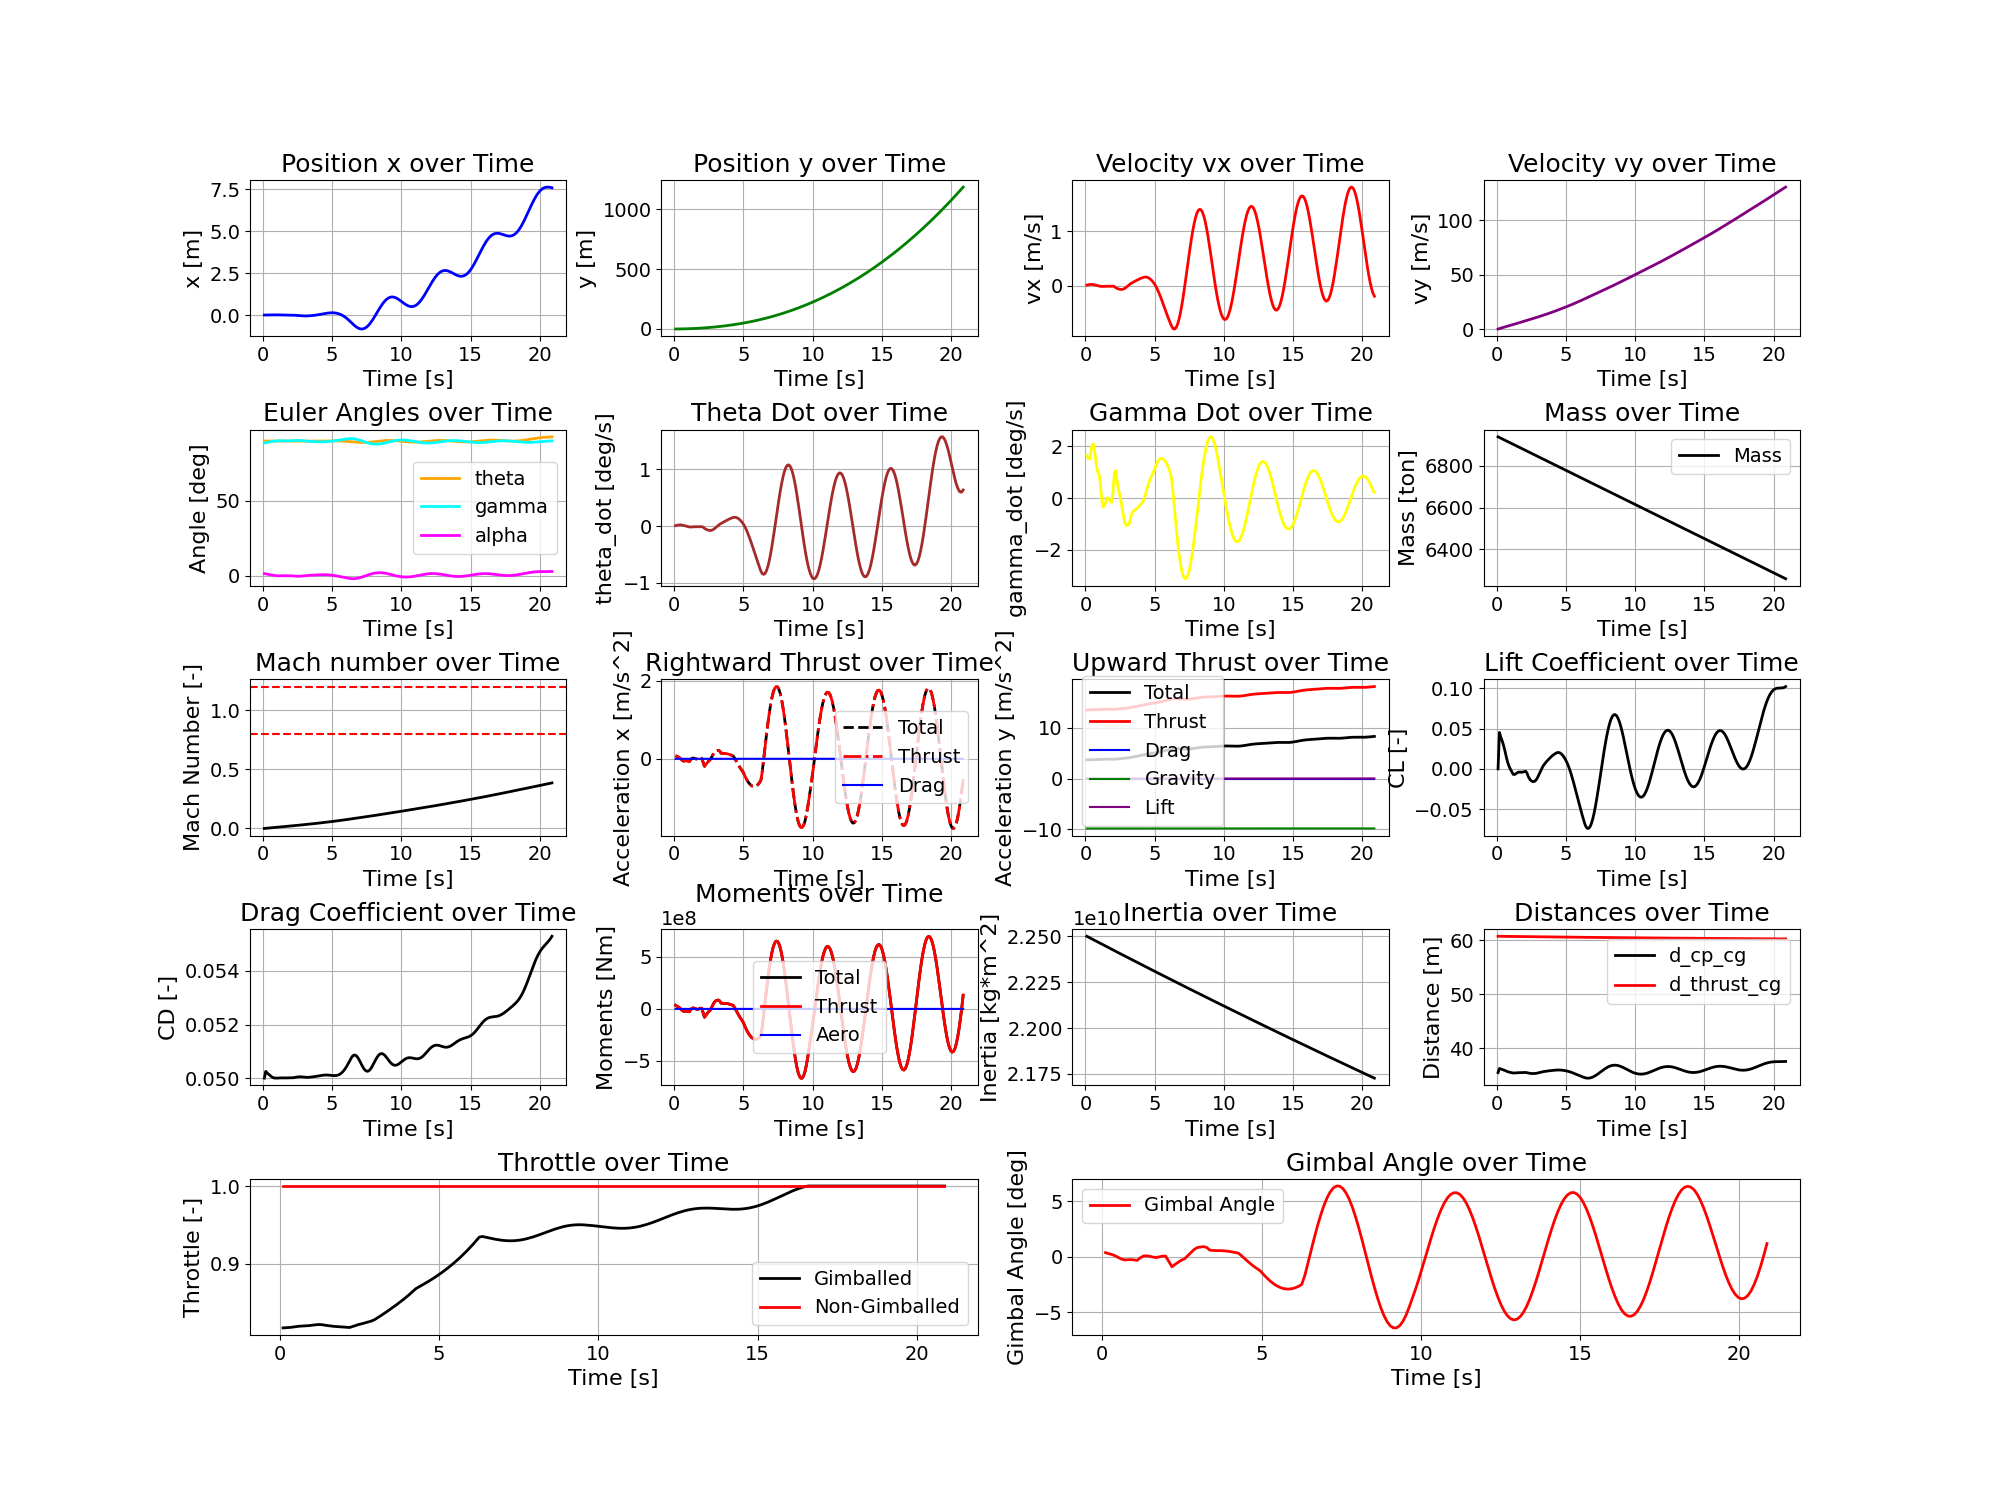 Position x over Time
7.5
5.0
2.5
0.0
x [m]
0 5 10 15 20
Time [s]
Position y over Time
1000
500
0
y [m]
0 5 10 15 20
Time [s]
Velocity vx over Time
1
0
vx [m/s]
0 5 10 15 20
Time [s]
Velocity vy over Time
100
50
0
vy [m/s]
0 5 10 15 20
Time [s]
Euler Angles over Time
50
0
Angle [deg]
theta
gamma
alpha
0 5 10 15 20
Time [s]
Theta Dot over Time
1
0
−1
theta_dot [deg/s]
0 5 10 15 20
Time [s]
Gamma Dot over Time
2
0
−2
gamma_dot [deg/s]
0 5 10 15 20
Time [s]
Mass over Time
6800
6600
6400
Mass [ton]
Mass
0 5 10 15 20
Time [s]
Mach number over Time
1.0
0.5
0.0
Mach Number [-]
0 5 10 15 20
Time [s]
Rightward Thrust over Time
2
0
Acceleration x [m/s^2]
Total
Thrust
Drag
0 5 10 15 20
Time [s]
Upward Thrust over Time
10
0
−10
Acceleration y [m/s^2]
Total
Thrust
Drag
Gravity
Lift
0 5 10 15 20
Time [s]
Lift Coefficient over Time
0.10
0.05
0.00
−0.05
CL [-]
0 5 10 15 20
Time [s]
Drag Coefficient over Time
0.054
0.052
0.050
CD [-]
0 5 10 15 20
Time [s]
Moments over Time
1e8
5
0
−5
Moments [Nm]
Total
Thrust
Aero
0 5 10 15 20
Time [s]
Inertia over Time
1e10
2.250
2.225
2.200
2.175
Inertia [kg*m^2]
0 5 10 15 20
Time [s]
Distances over Time
60
50
40
Distance [m]
d_cp_cg
d_thrust_cg
0 5 10 15 20
Time [s]
Throttle over Time
1.0
0.9
Throttle [-]
Gimballed
Non-Gimballed
0 5 10 15 20
Time [s]
Gimbal Angle over Time
5
0
−5
Gimbal Angle [deg]
Gimbal Angle
0 5 10 15 20
Time [s]